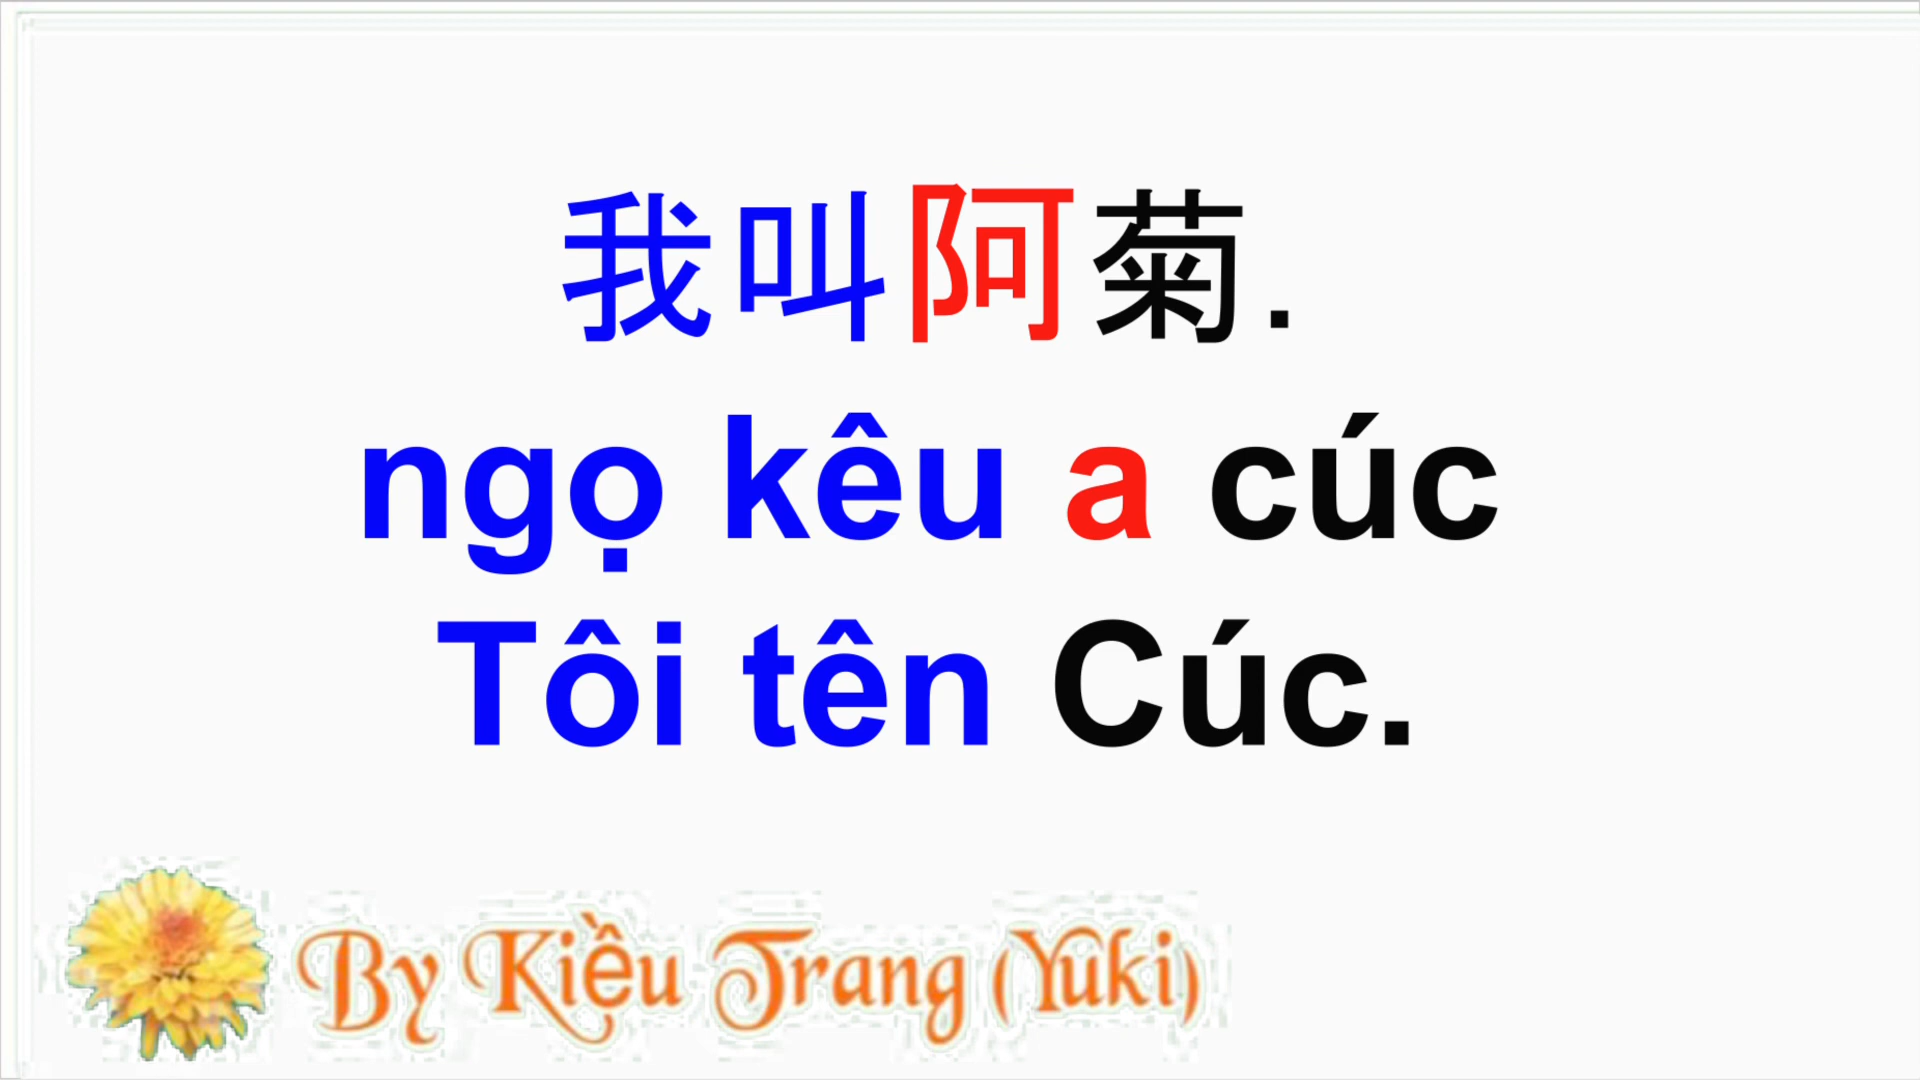 我叫阿菊.
ngọ kêu a cúc
Tôi tên Cúc.
By Kiều Trang (Yuki)